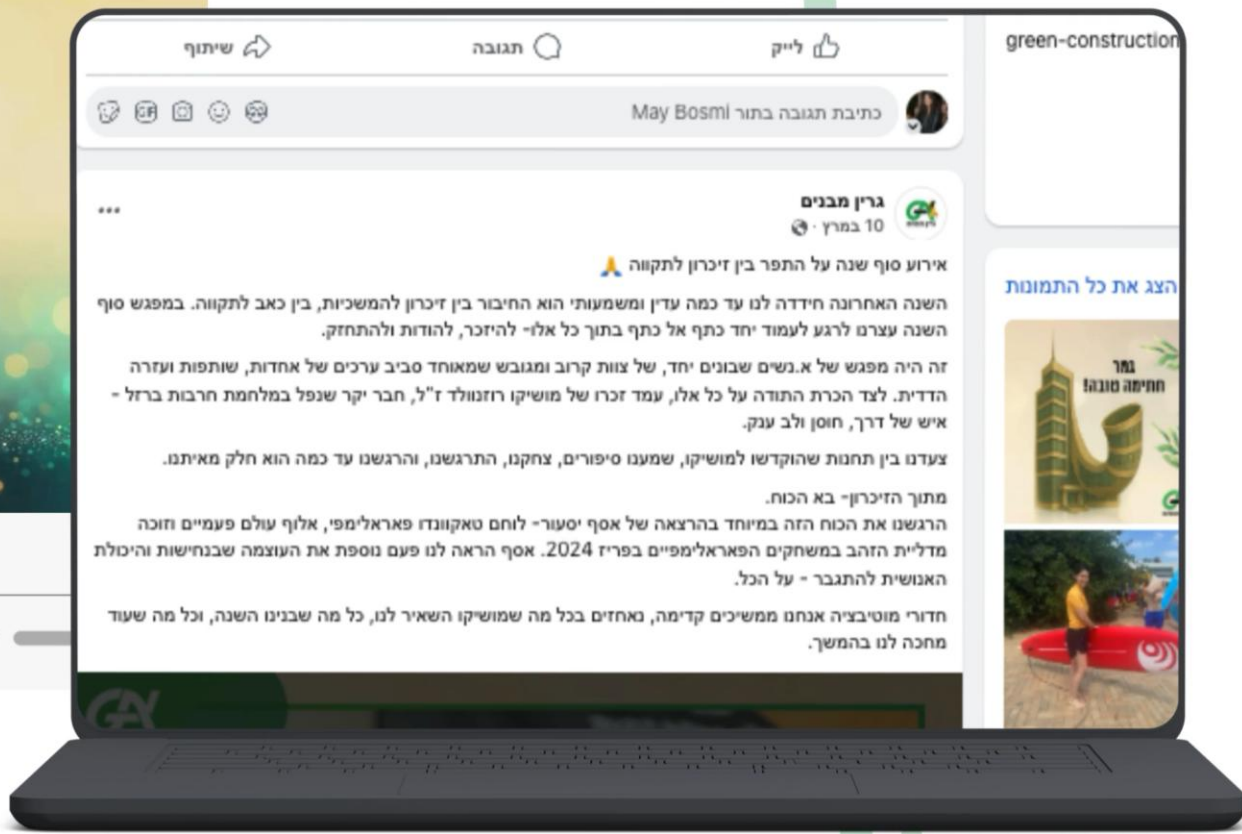 לייק
תגובה
שיתוף
כתיבת תגובה בתור May Bosmi
GIF
גרין מבנים
10 במרץ ·
אירוע סוף שנה על התפר בין זיכרון לתקווה 🙏
השנה האחרונה חידדה לנו עד כמה עדין ומשמעותי הוא החיבור בין זיכרון להמשכיות, בין כאב לתקווה. במפגש סוף
השנה עצרנו לרגע לעמוד יחד כתף אל כתף בתוך כל אלו- להיזכר, להודות ולהתחזק.
זה היה מפגש של א.נשים שבונים יחד, של צוות קרוב ומגובש שמאוחד סביב ערכים של אחדות, שותפות ועזרה
הדדית. לצד הכרת התודה על כל אלו, עמד זכרו של מושיקו רוזנוולד ז"ל, חבר יקר שנפל במלחמת חרבות ברזל -
איש של דרך, חוסן ולב ענק.
צעדנו בין תחנות שהוקדשו למושיקו, שמענו סיפורים, צחקנו, התרגשנו, והרגשנו עד כמה הוא חלק מאיתנו.
מתוך הזיכרון- בא הכוח.
הרגשנו את הכוח הזה במיוחד בהרצאה של אסף יסעור- לוחם טאקוונדו פאראלימפי, אלוף עולם פעמיים וזוכה
מדליית הזהב במשחקים הפאראלימפיים בפריז 2024. אסף הראה לנו פעם נוספת את העוצמה שבנחישות והיכולת
האנושית להתגבר - על הכל.
חדורי מוטיבציה אנחנו ממשיכים קדימה, נאחזים בכל מה שמושיקו השאיר לנו, כל מה שבנינו השנה, וכל מה שעוד
מחכה לנו בהמשך.
green-construction
הצג את כל התמונות
גמר
חתימה טובה!